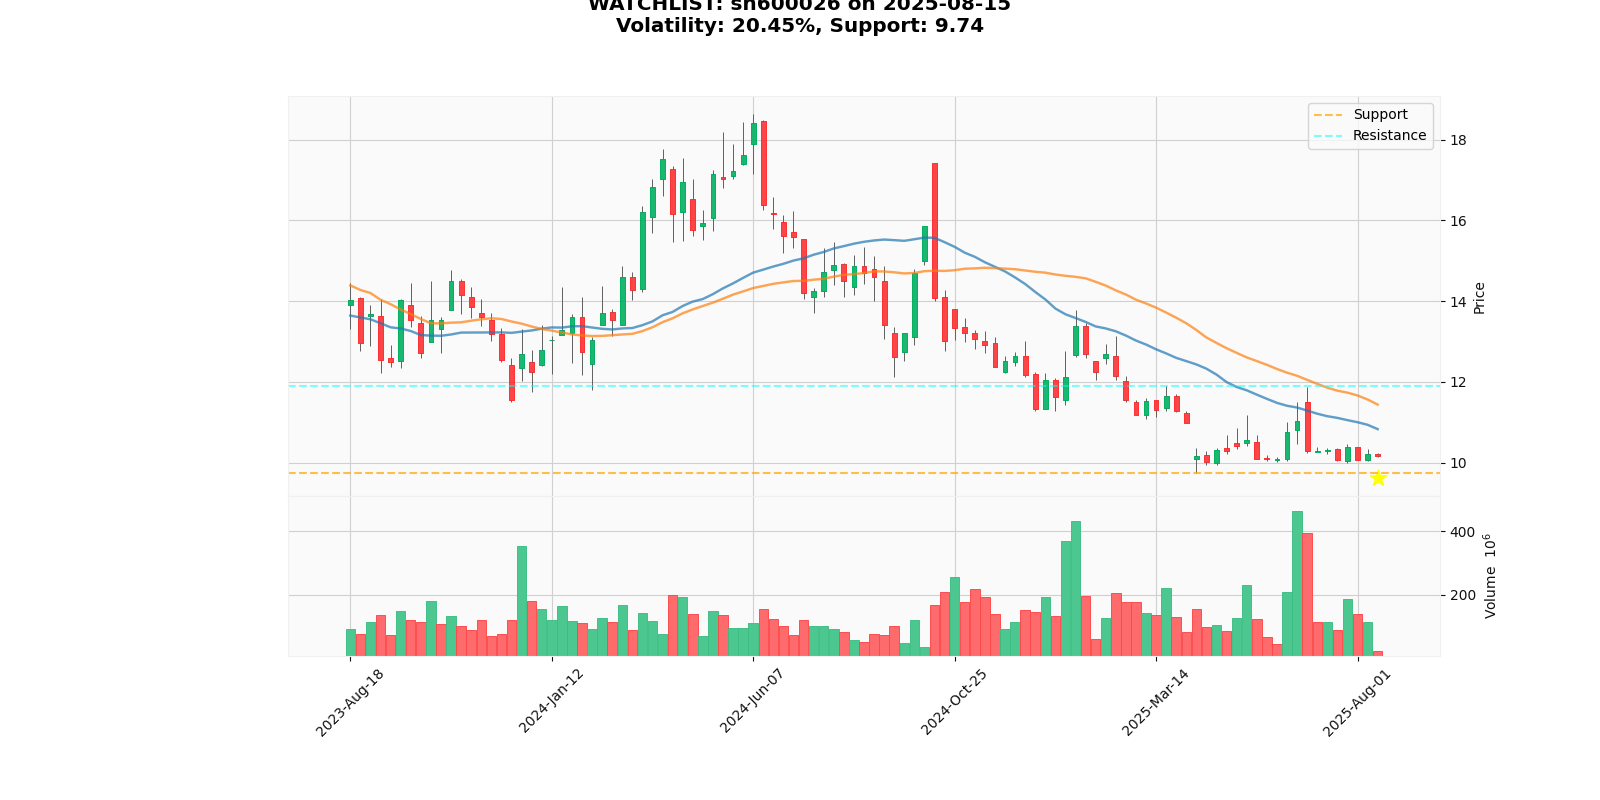 WATCHLIST: sh600026 on 2025-08-15
Volatility: 20.45%, Support: 9.74
Support
Resistance
18
16
14
12
10
Price
400
200
Volume 10^6
2023-Aug-18
2024-Jan-12
2024-Jun-07
2024-Oct-25
2025-Mar-14
2025-Aug-01